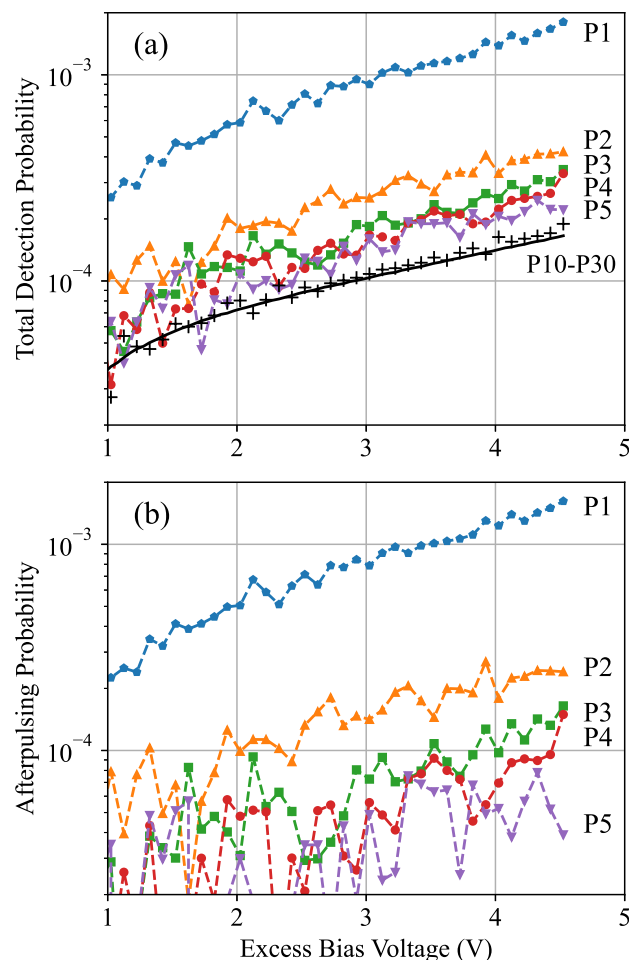 (a)
P1
10⁻³
P2
P3
P4
P5
10⁻⁴
P10-P30
Total Detection Probability
1 2 3 4 5
(b)
P1
10⁻³
P2
P3
P4
10⁻⁴
P5
Afterpulsing Probability
1 2 3 4 5
Excess Bias Voltage (V)